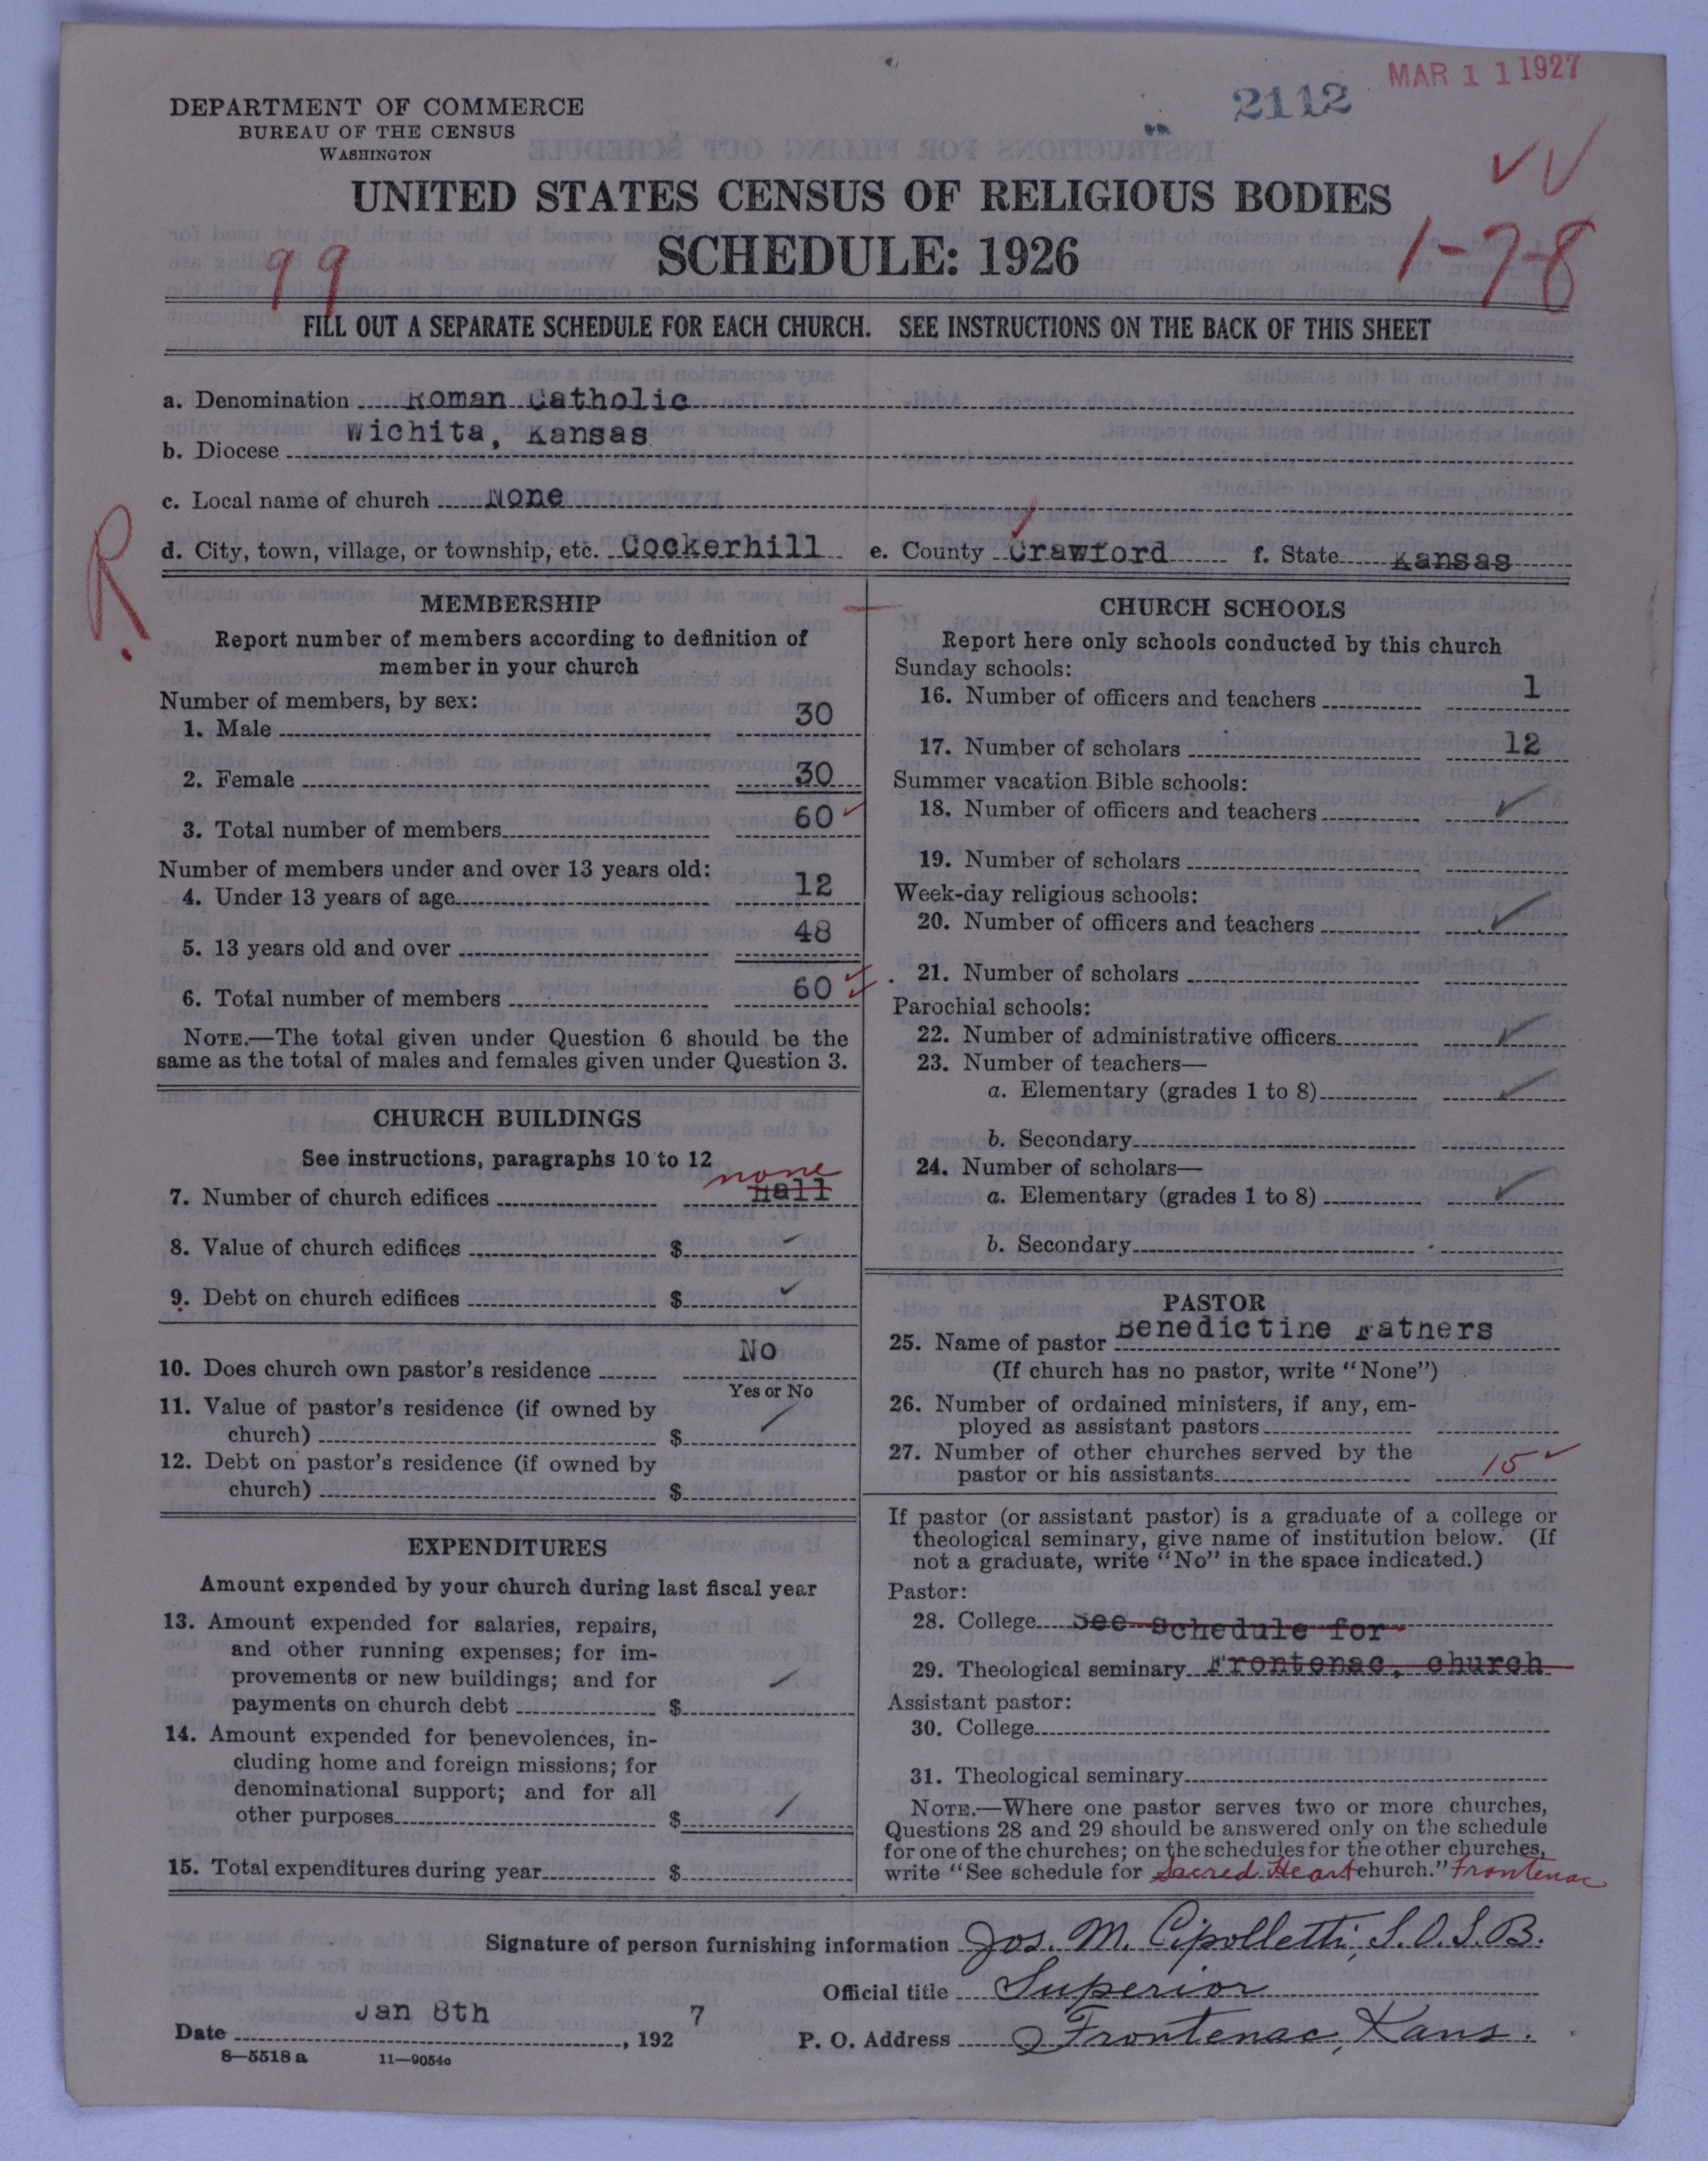 MAR 11 1927
2112
DEPARTMENT OF COMMERCE
BUREAU OF THE CENSUS
WASHINGTON
UNITED STATES CENSUS OF RELIGIOUS BODIES
SCHEDULE: 1926
99
1-78
FILL OUT A SEPARATE SCHEDULE FOR EACH CHURCH. SEE INSTRUCTIONS ON THE BACK OF THIS SHEET
a. Denomination Roman Catholic
b. Diocese Wichita, Kansas
c. Local name of church None
R.
d. City, town, village, or township, etc. Cockerhill e. County Crawford f. State Kansas
MEMBERSHIP
Report number of members according to definition of
member in your church
Number of members, by sex:
1. Male 30
2. Female 30
3. Total number of members 60
Number of members under and over 13 years old:
4. Under 13 years of age 12
5. 13 years old and over 48
6. Total number of members 60
NOTE.—The total given under Question 6 should be the
same as the total of males and females given under Question 3.
CHURCH BUILDINGS
See instructions, paragraphs 10 to 12
none
7. Number of church edifices Hall
8. Value of church edifices $
9. Debt on church edifices $
10. Does church own pastor's residence No
Yes or No
11. Value of pastor's residence (if owned by
church) $
12. Debt on pastor's residence (if owned by
church) $
EXPENDITURES
Amount expended by your church during last fiscal year
13. Amount expended for salaries, repairs,
and other running expenses; for im-
provements or new buildings; and for
payments on church debt $
14. Amount expended for benevolences, in-
cluding home and foreign missions; for
denominational support; and for all
other purposes $
15. Total expenditures during year $
CHURCH SCHOOLS
Report here only schools conducted by this church
Sunday schools:
16. Number of officers and teachers 1
17. Number of scholars 12
Summer vacation Bible schools:
18. Number of officers and teachers
19. Number of scholars
Week-day religious schools:
20. Number of officers and teachers
21. Number of scholars
Parochial schools:
22. Number of administrative officers
23. Number of teachers—
a. Elementary (grades 1 to 8)
b. Secondary
24. Number of scholars—
a. Elementary (grades 1 to 8)
b. Secondary
PASTOR
25. Name of pastor Benedictine Fathers
(If church has no pastor, write "None")
26. Number of ordained ministers, if any, em-
ployed as assistant pastors
27. Number of other churches served by the
pastor or his assistants 15
If pastor (or assistant pastor) is a graduate of a college or
theological seminary, give name of institution below. (If
not a graduate, write "No" in the space indicated.)
Pastor:
28. College See Schedule for
29. Theological seminary Frontenac, church
Assistant pastor:
30. College
31. Theological seminary
NOTE.—Where one pastor serves two or more churches,
Questions 28 and 29 should be answered only on the schedule
for one of the churches; on the schedules for the other churches,
write "See schedule for Sacred Heart church." Frontenac
Signature of person furnishing information Jos. M. Cipolletti, S.O.S.B.
Official title Superior
Date Jan 8th, 1927 P. O. Address Frontenac, Kans.
8—5518 a 11—9054c